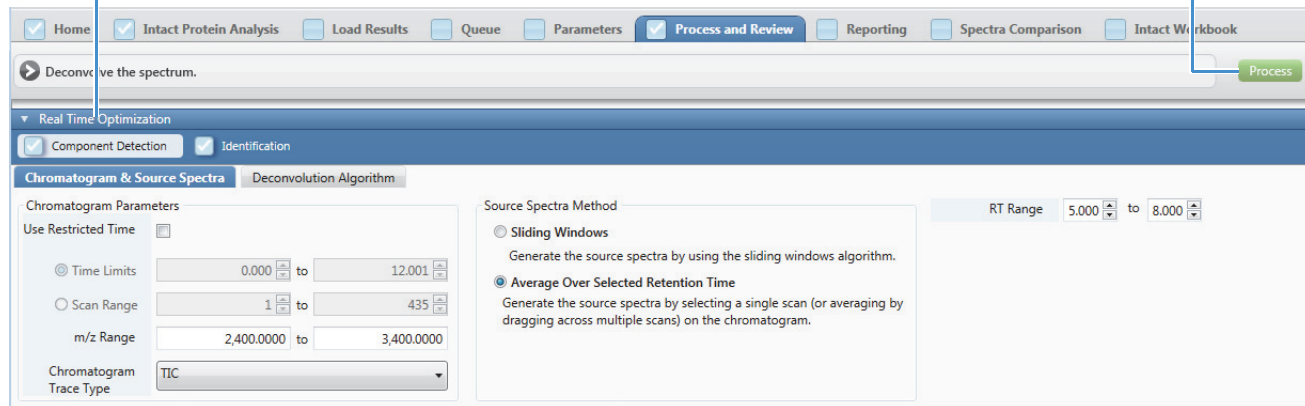 Home Intact Protein Analysis Load Results Queue Parameters Process and Review Reporting Spectra Comparison Intact Workbook
Deconvolve the spectrum. Process
Real Time Optimization
Component Detection Identification
Chromatogram & Source Spectra Deconvolution Algorithm
Chromatogram Parameters
Use Restricted Time
Time Limits 0.000 to 12.001
Scan Range 1 to 435
m/z Range 2,400.0000 to 3,400.0000
Chromatogram
Trace Type TIC
Source Spectra Method
Sliding Windows
Generate the source spectra by using the sliding windows algorithm.
Average Over Selected Retention Time
Generate the source spectra by selecting a single scan (or averaging by
dragging across multiple scans) on the chromatogram.
RT Range 5.000 to 8.000